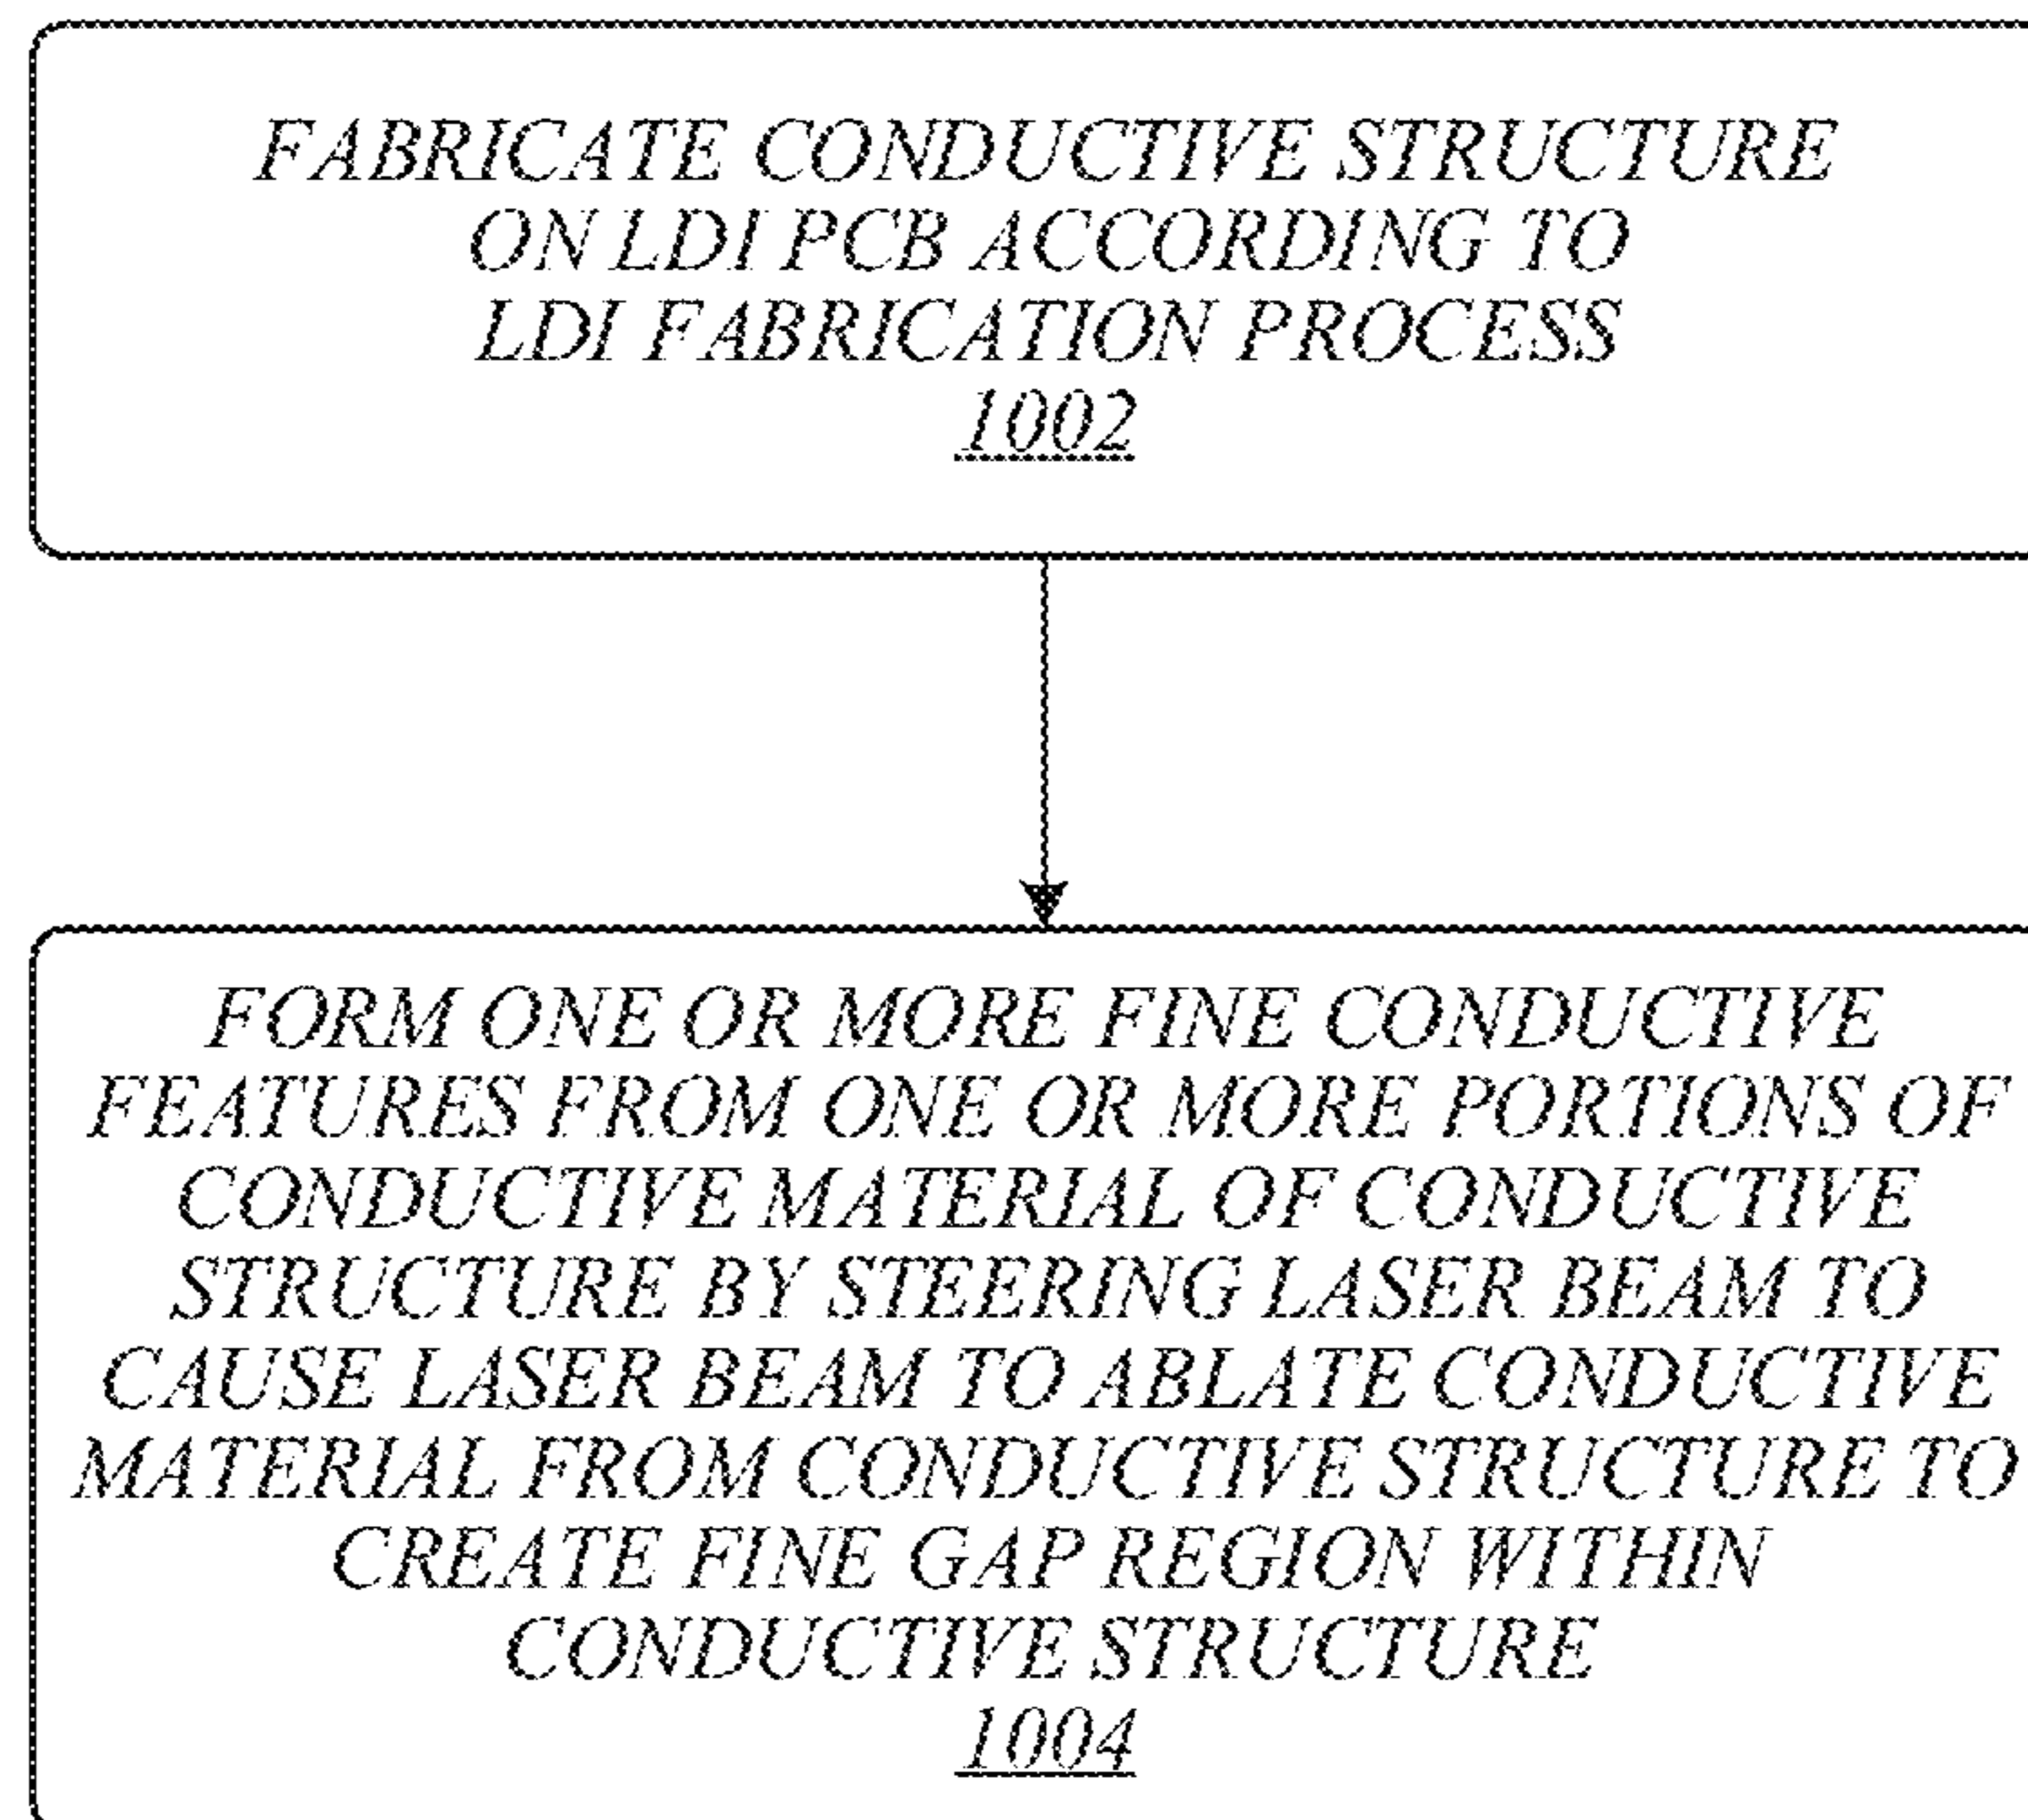 FABRICATE CONDUCTIVE STRUCTURE
ON LDI PCB ACCORDING TO
LDI FABRICATION PROCESS
1002
FORM ONE OR MORE FINE CONDUCTIVE
FEATURES FROM ONE OR MORE PORTIONS OF
CONDUCTIVE MATERIAL OF CONDUCTIVE
STRUCTURE BY STEERING LASER BEAM TO
CAUSE LASER BEAM TO ABLATE CONDUCTIVE
MATERIAL FROM CONDUCTIVE STRUCTURE TO
CREATE FINE GAP REGION WITHIN
CONDUCTIVE STRUCTURE
1004